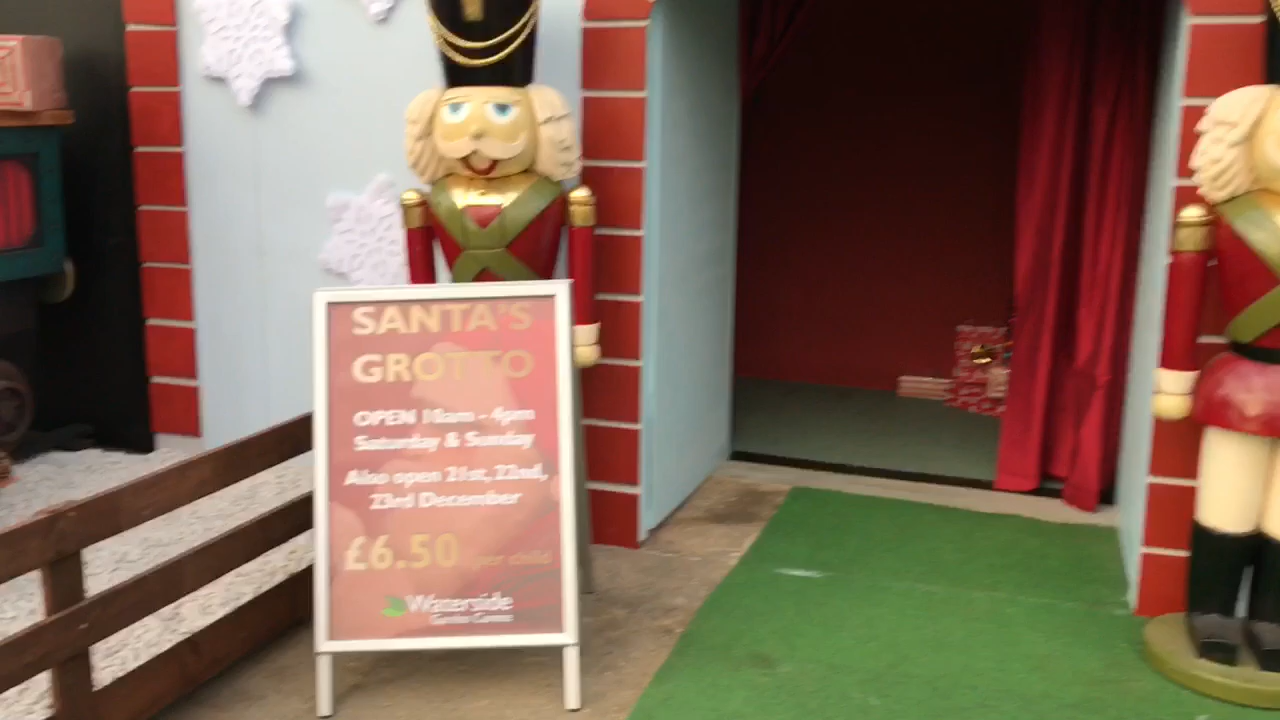 SANTA'S
GROTTO
OPEN 10am - 4pm
Saturday & Sunday
Also open 21st, 22nd,
23rd December
£6.50 per child
Waterside
Garden Centre